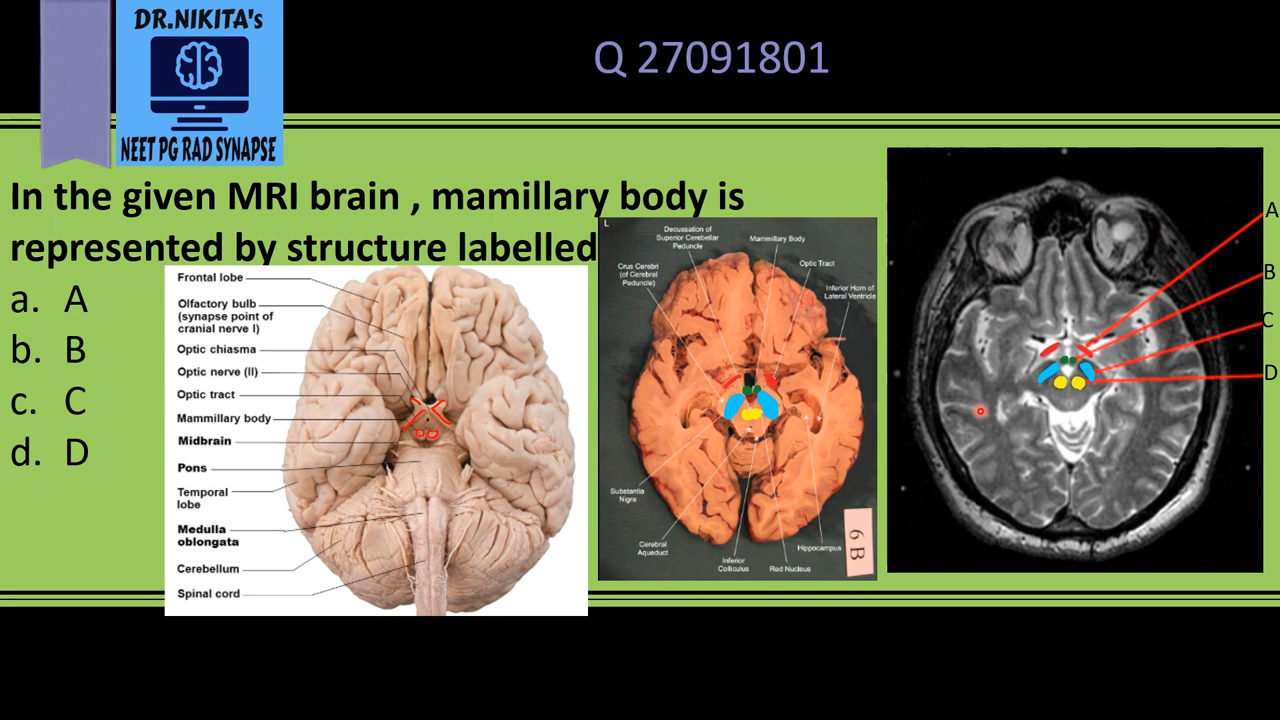 DR.NIKITA's
NEET PG RAD SYNAPSE
Q 27091801
In the given MRI brain , mamillary body is
represented by structure labelled
a. A
b. B
c. C
d. D
Frontal lobe
Olfactory bulb
(synapse point of
cranial nerve I)
Optic chiasma
Optic nerve (II)
Optic tract
Mammillary body
Midbrain
Pons
Temporal
lobe
Medulla
oblongata
Cerebellum
Spinal cord
L
Decussation of
Superior Cerebellar
Peduncle
Mammillary Body
Crus Cerebri
(of Cerebral
Peduncle)
Optic Tract
Inferior Horn of
Lateral Ventricle
Substantia
Nigra
Cerebral
Aqueduct
Inferior
Colliculus
Red Nucleus
Hippocampus
6 B
A
B
C
D